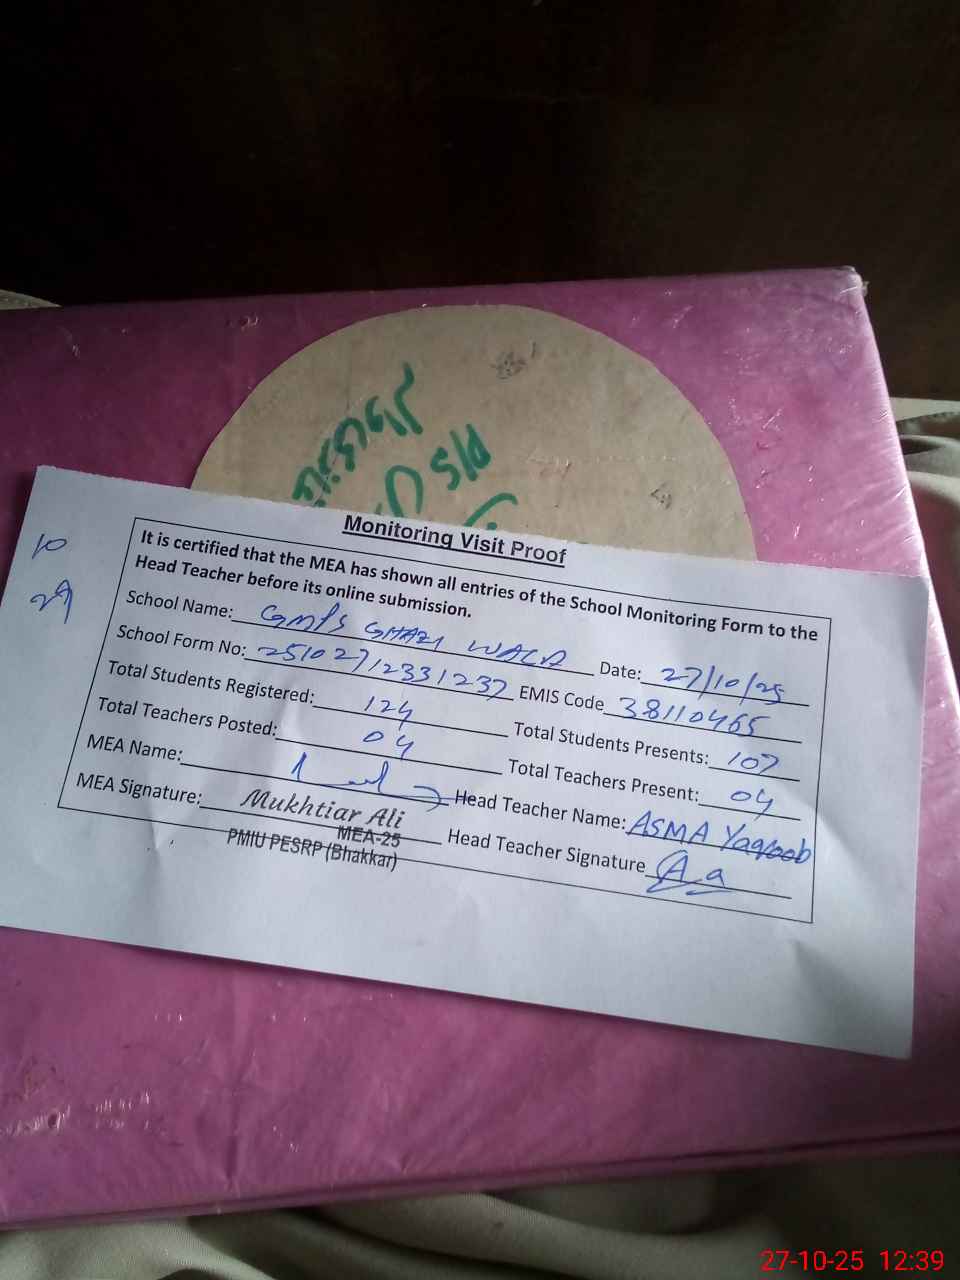 P15
Monitoring Visit Proof
It is certified that the MEA has shown all entries of the School Monitoring Form to the
Head Teacher before its online submission.
School Name: GMPS GHAZI WALA Date: 27/10/25
School Form No: 25102712331237 EMIS Code 38110465
Total Students Registered: 124 Total Students Presents: 107
Total Teachers Posted: 04 Total Teachers Present: 04
MEA Name: Head Teacher Name: ASMA Yaqoob
MEA Signature: Mukhtiar Ali Head Teacher Signature
MEA-25
PMIU PESRP (Bhakkar)
10
29
27-10-25 12:39